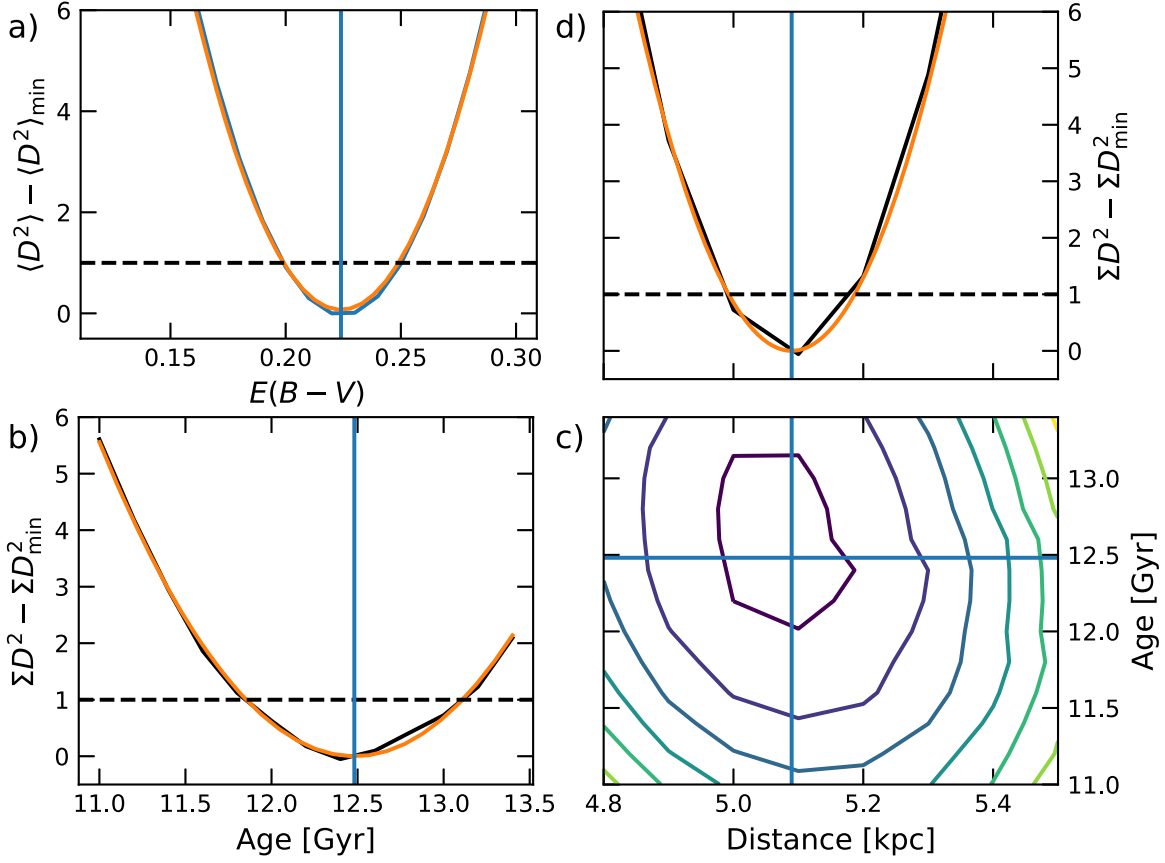 a)
⟨D²⟩ − ⟨D²⟩min
6
4
2
0
0.15 0.20 0.25 0.30
E(B − V)
d)
6
5
4
3
2
1
0
ΣD² − ΣD²min
b)
ΣD² − ΣD²min
6
5
4
3
2
1
0
11.0 11.5 12.0 12.5 13.0 13.5
Age [Gyr]
c)
13.0
12.5
12.0
11.5
11.0
Age [Gyr]
4.8 5.0 5.2 5.4
Distance [kpc]